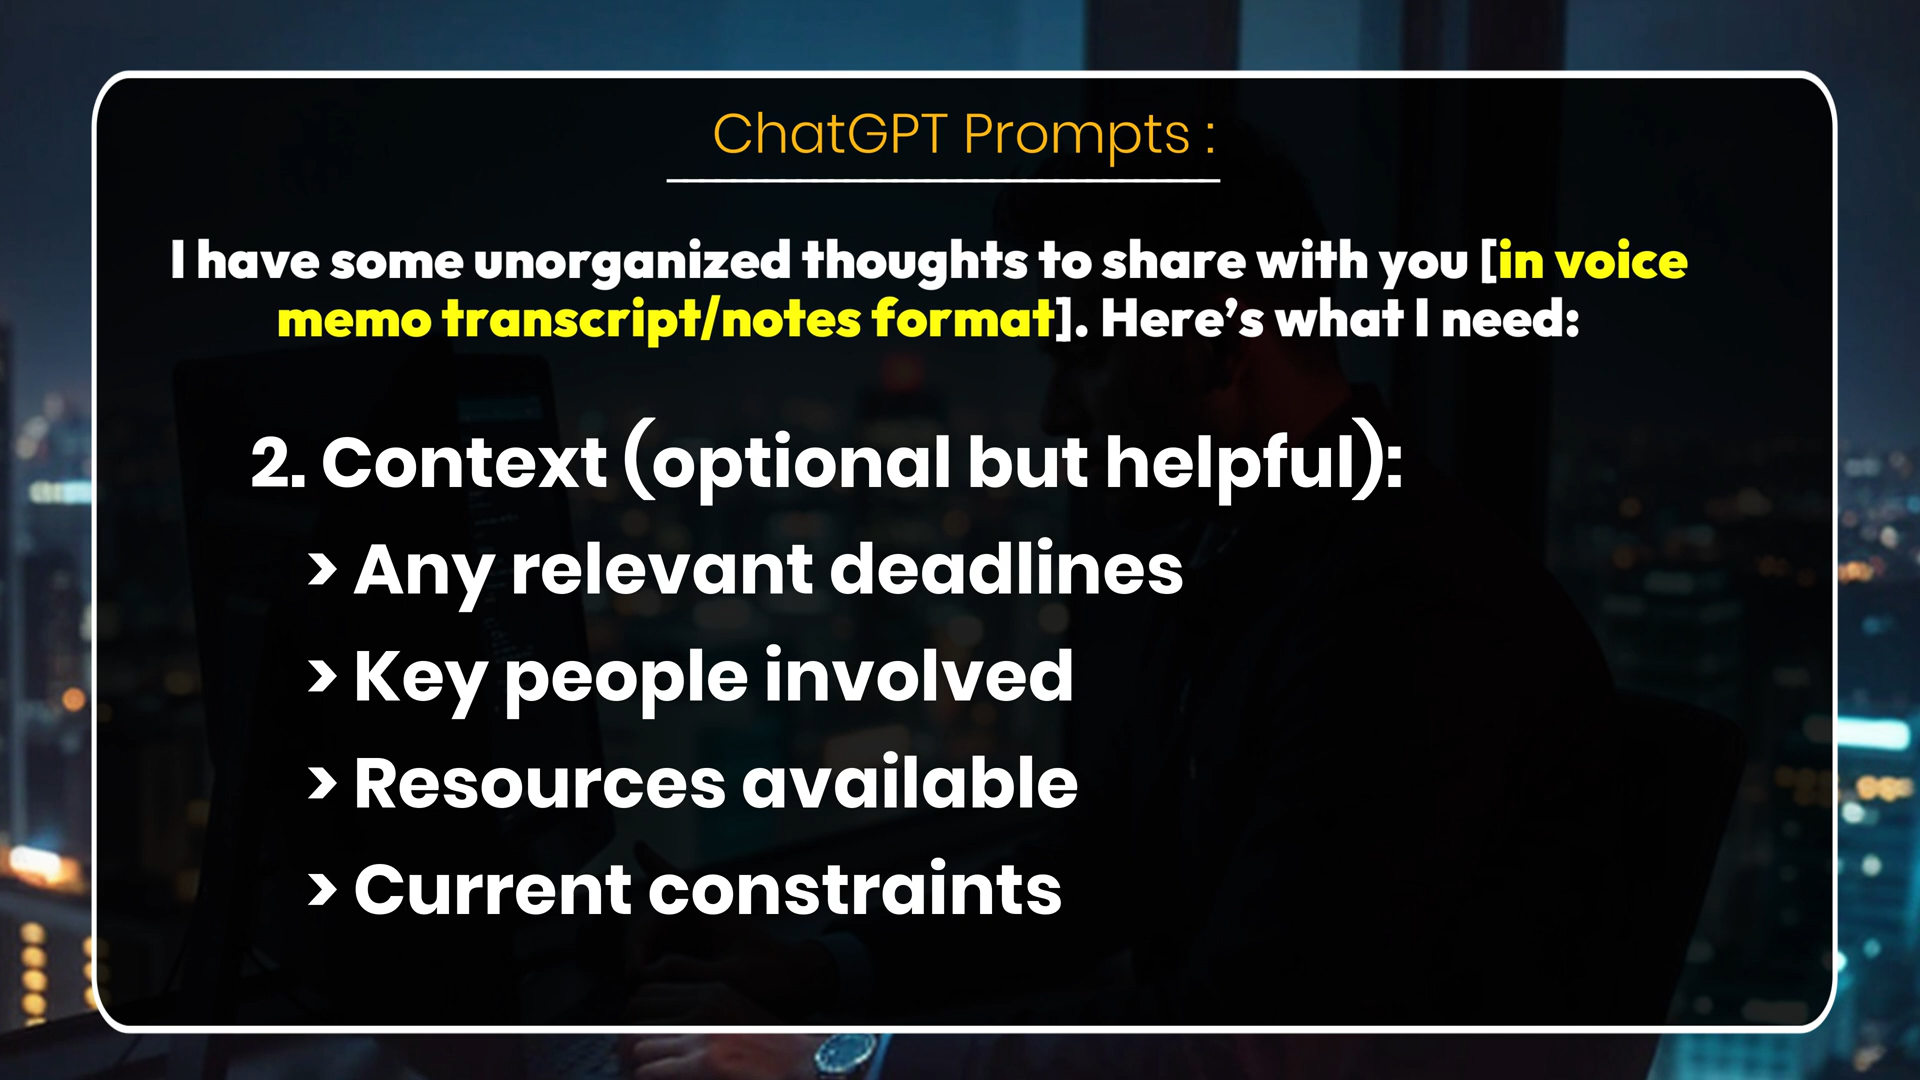 ChatGPT Prompts :
I have some unorganized thoughts to share with you [in voice
memo transcript/notes format]. Here’s what I need:
2. Context (optional but helpful):
> Any relevant deadlines
> Key people involved
> Resources available
> Current constraints